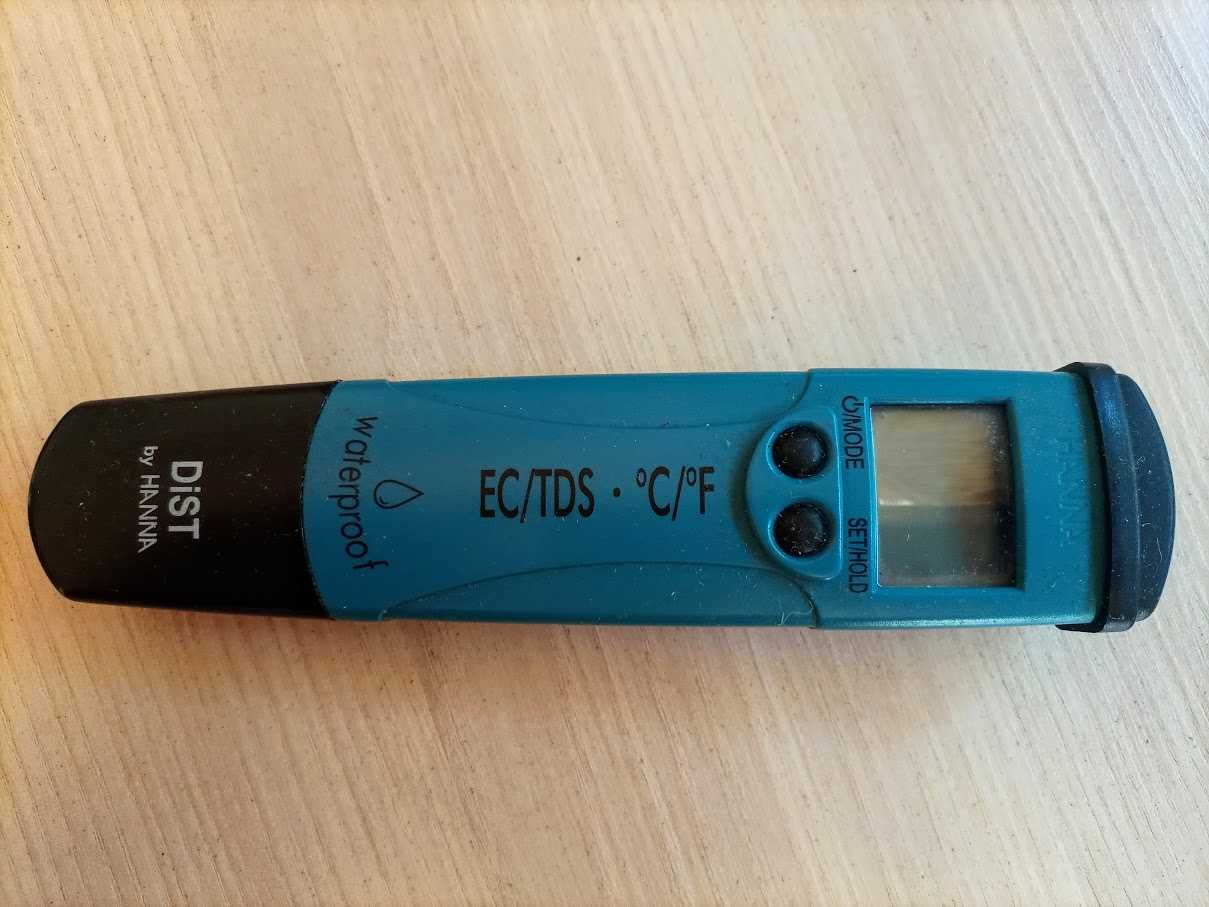 DiST
by HANNA
waterproof
EC/TDS · °C/°F
⏻/MODE
SET/HOLD
HANNA